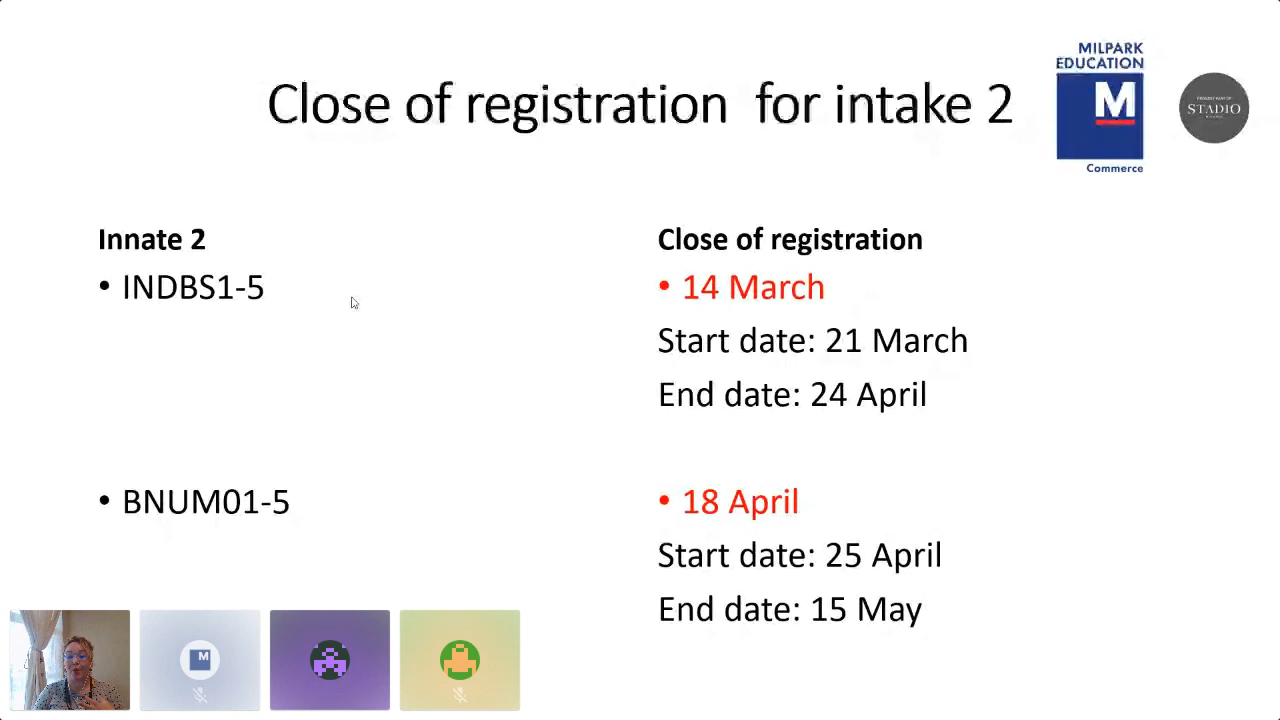 Close of registration for intake 2
MILPARK
EDUCATION
M
Commerce
STADIO
Innate 2
Close of registration
• INDBS1-5
• 14 March
Start date: 21 March
End date: 24 April
• BNUM01-5
• 18 April
Start date: 25 April
End date: 15 May
M